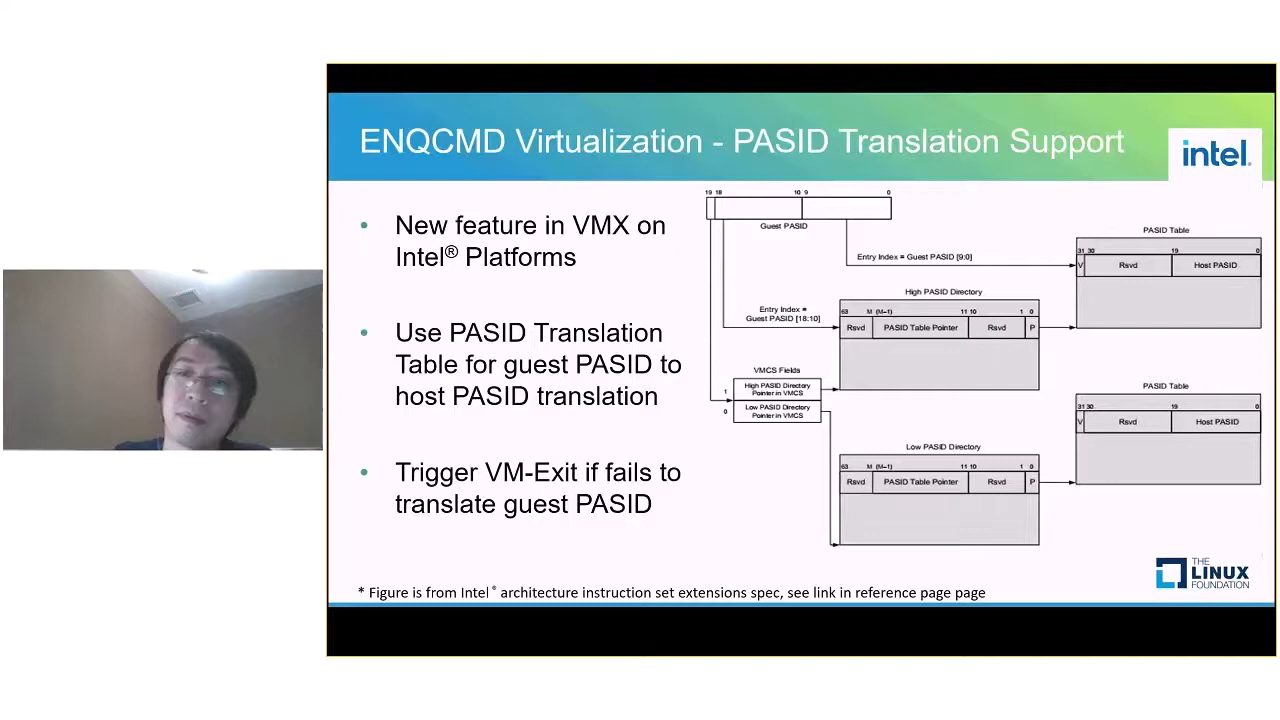 ENQCMD Virtualization - PASID Translation Support
intel.
• New feature in VMX on
Intel® Platforms
• Use PASID Translation
Table for guest PASID to
host PASID translation
• Trigger VM-Exit if fails to
translate guest PASID
19 18 10 9 0
Guest PASID
Entry Index = Guest PASID [9:0]
PASID Table
31 30 19 0
V Rsvd Host PASID
Entry Index =
Guest PASID [18:10]
High PASID Directory
63 M (M–1) 11 10 1 0
Rsvd PASID Table Pointer Rsvd P
VMCS Fields
1
High PASID Directory
Pointer in VMCS
0
Low PASID Directory
Pointer in VMCS
PASID Table
31 30 19 0
V Rsvd Host PASID
Low PASID Directory
63 M (M–1) 11 10 1 0
Rsvd PASID Table Pointer Rsvd P
THE
LINUX
FOUNDATION
* Figure is from Intel® architecture instruction set extensions spec, see link in reference page page